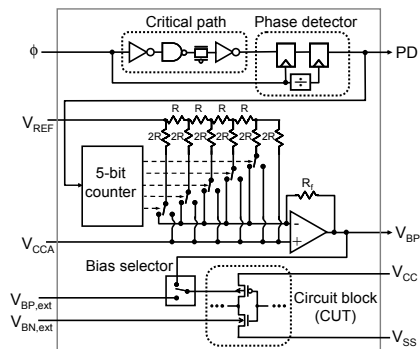 Critical path Phase detector
ϕ
÷
PD
R R R R
V_REF
2R 2R 2R 2R 2R 2R
5-bit
counter
R_f
-
+
V_CCA
V_BP
Bias selector
V_CC
V_BP,ext
Circuit block
(CUT)
V_BN,ext
V_SS